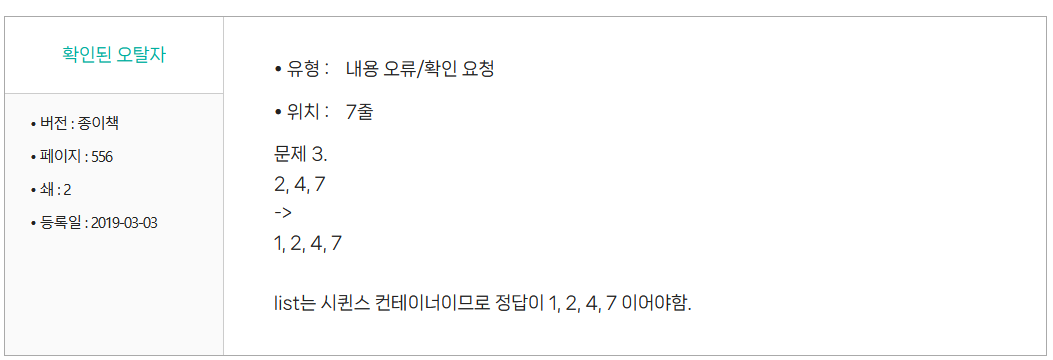 확인된 오탈자
• 버전 : 종이책
• 페이지 : 556
• 쇄 : 2
• 등록일 : 2019-03-03
• 유형 : 내용 오류/확인 요청
• 위치 : 7줄
문제 3.
2, 4, 7
->
1, 2, 4, 7
list는 시퀀스 컨테이너이므로 정답이 1, 2, 4, 7 이어야함.